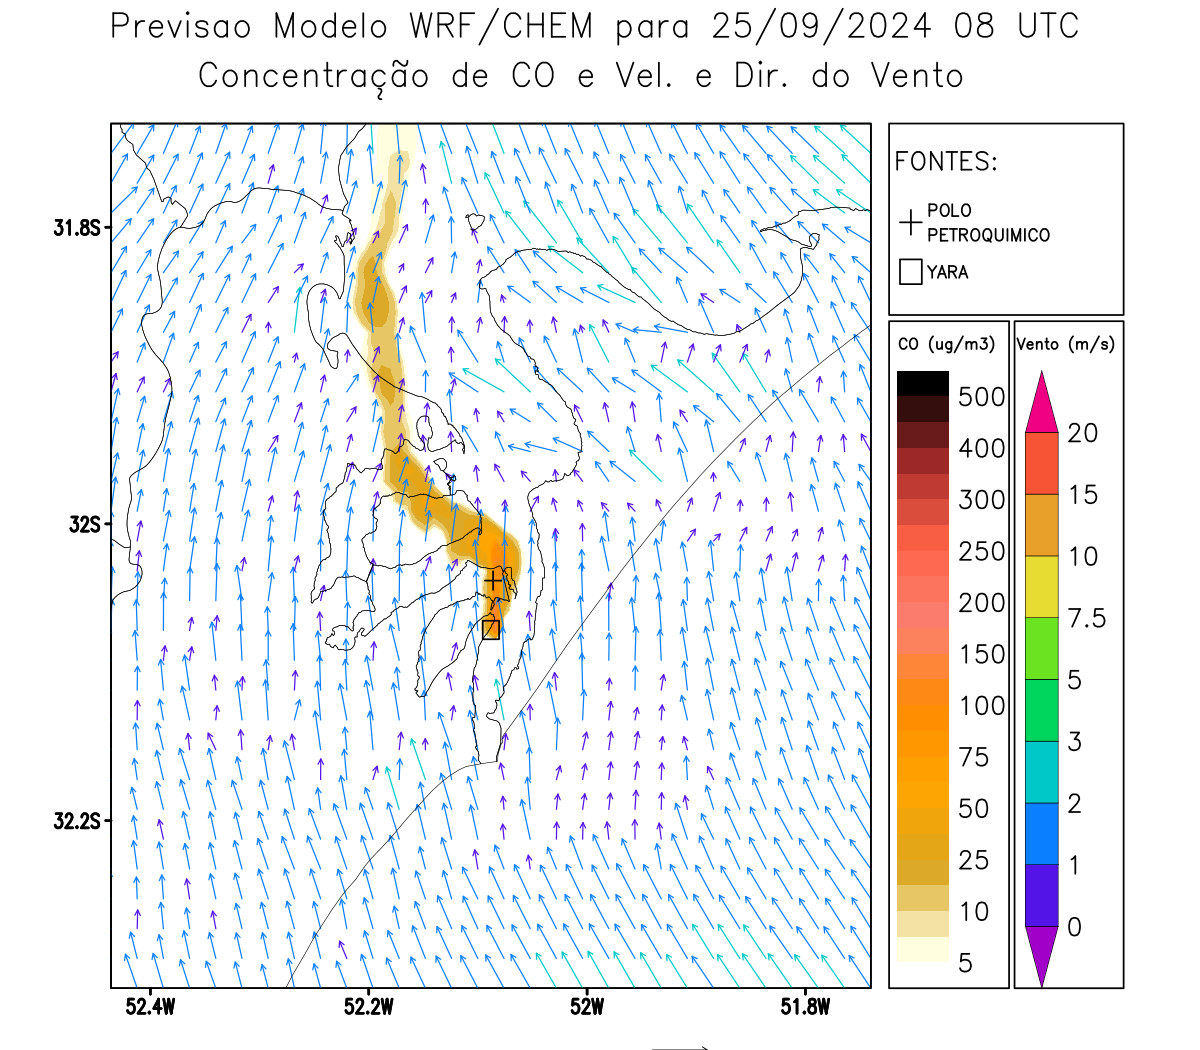 Previsao Modelo WRF/CHEM para 25/09/2024 08 UTC
Concentração de CO e Vel. e Dir. do Vento
FONTES:
POLO
PETROQUIMICO
YARA
CO (ug/m3)
500
400
300
250
200
150
100
75
50
25
10
5
Vento (m/s)
20
15
10
7.5
5
3
2
1
0
31.8S
32S
32.2S
52.4W
52.2W
52W
51.8W